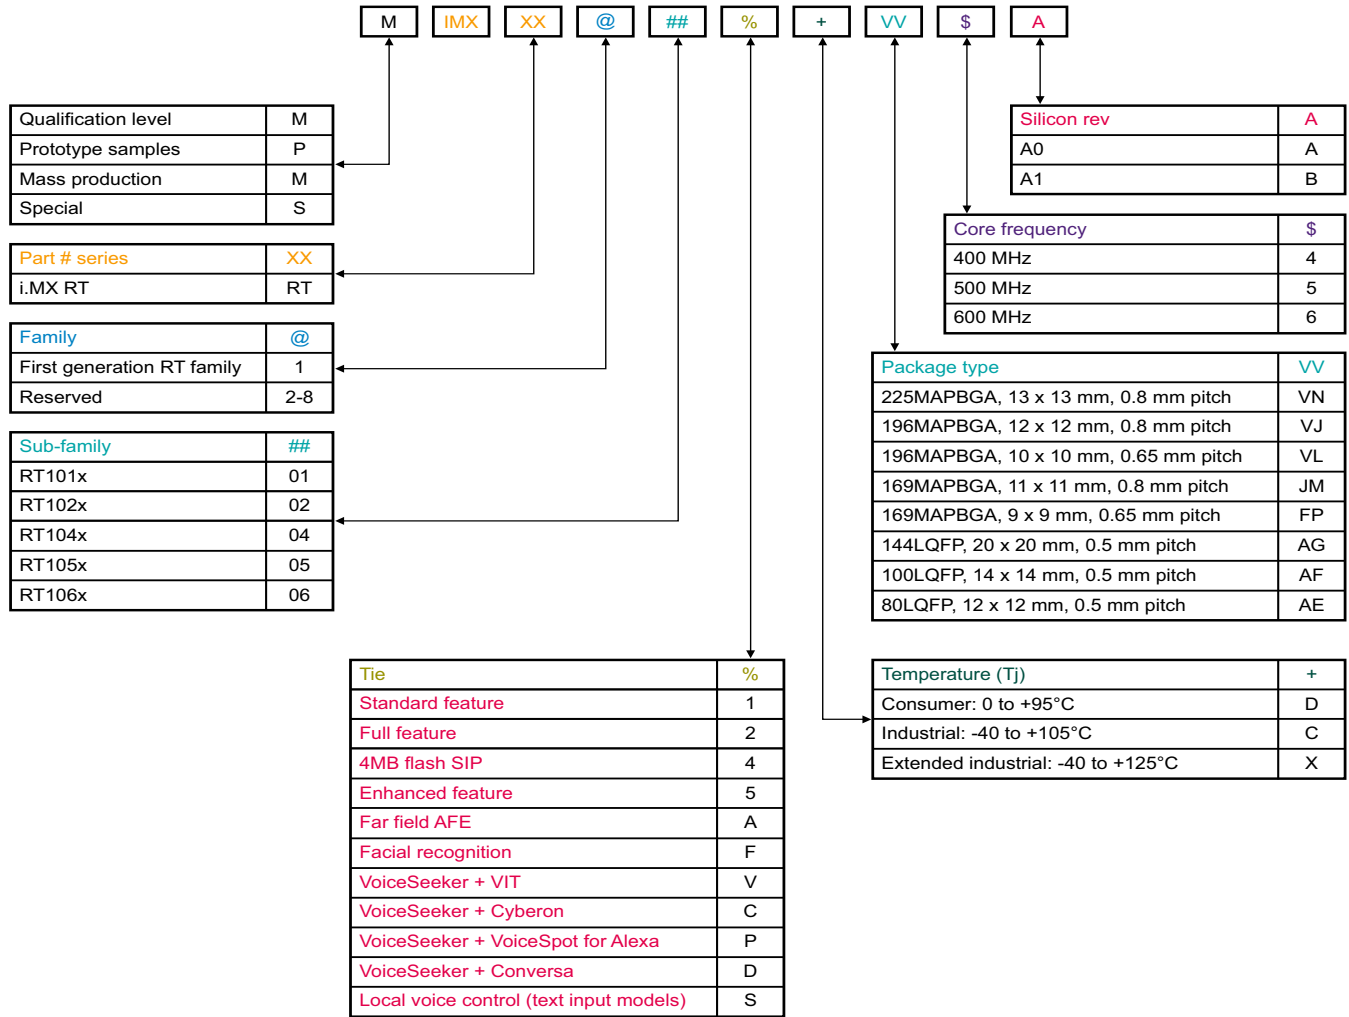 M IMX XX @ ## % + VV $ A
Qualification level M
Prototype samples P
Mass production M
Special S
Part # series XX
i.MX RT RT
Family @
First generation RT family 1
Reserved 2-8
Sub-family ##
RT101x 01
RT102x 02
RT104x 04
RT105x 05
RT106x 06
Tie %
Standard feature 1
Full feature 2
4MB flash SIP 4
Enhanced feature 5
Far field AFE A
Facial recognition F
VoiceSeeker + VIT V
VoiceSeeker + Cyberon C
VoiceSeeker + VoiceSpot for Alexa P
VoiceSeeker + Conversa D
Local voice control (text input models) S
Silicon rev A
A0 A
A1 B
Core frequency $
400 MHz 4
500 MHz 5
600 MHz 6
Package type VV
225MAPBGA, 13 x 13 mm, 0.8 mm pitch VN
196MAPBGA, 12 x 12 mm, 0.8 mm pitch VJ
196MAPBGA, 10 x 10 mm, 0.65 mm pitch VL
169MAPBGA, 11 x 11 mm, 0.8 mm pitch JM
169MAPBGA, 9 x 9 mm, 0.65 mm pitch FP
144LQFP, 20 x 20 mm, 0.5 mm pitch AG
100LQFP, 14 x 14 mm, 0.5 mm pitch AF
80LQFP, 12 x 12 mm, 0.5 mm pitch AE
Temperature (Tj) +
Consumer: 0 to +95°C D
Industrial: -40 to +105°C C
Extended industrial: -40 to +125°C X